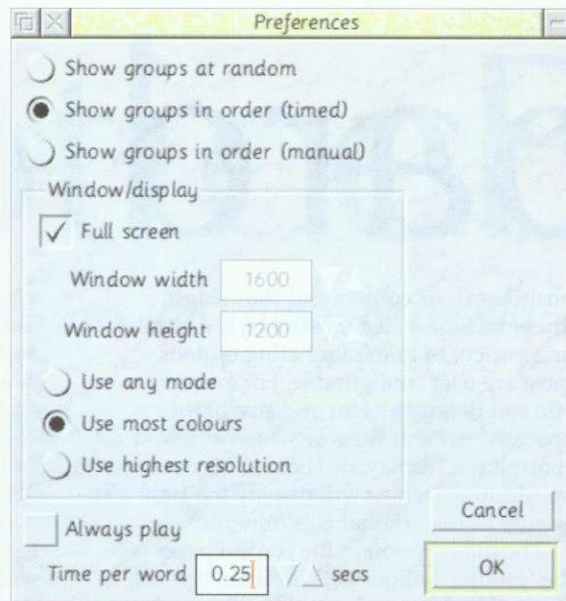 Preferences
Show groups at random
Show groups in order (timed)
Show groups in order (manual)
Window/display
Full screen
Window width 1600
Window height 1200
Use any mode
Use most colours
Use highest resolution
Always play
Cancel
Time per word 0.25 secs
OK